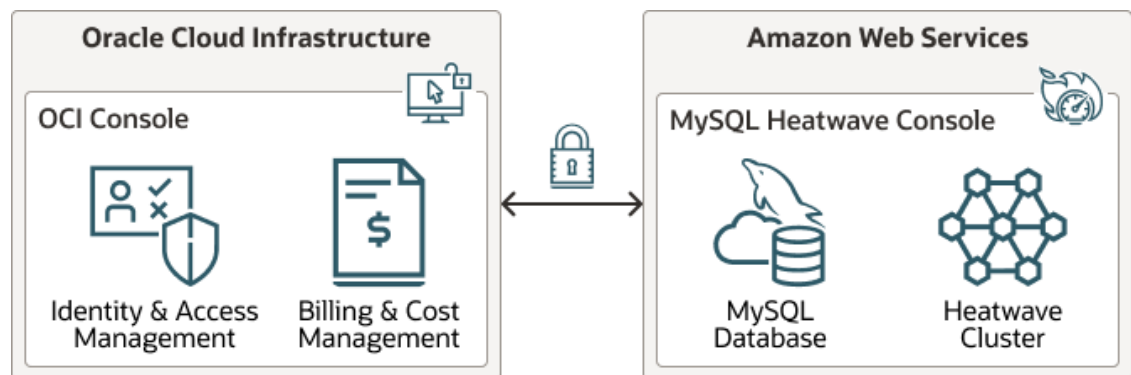 Oracle Cloud Infrastructure
OCI Console
Identity & Access
Management
Billing & Cost
Management
$
Amazon Web Services
MySQL Heatwave Console
MySQL
Database
Heatwave
Cluster